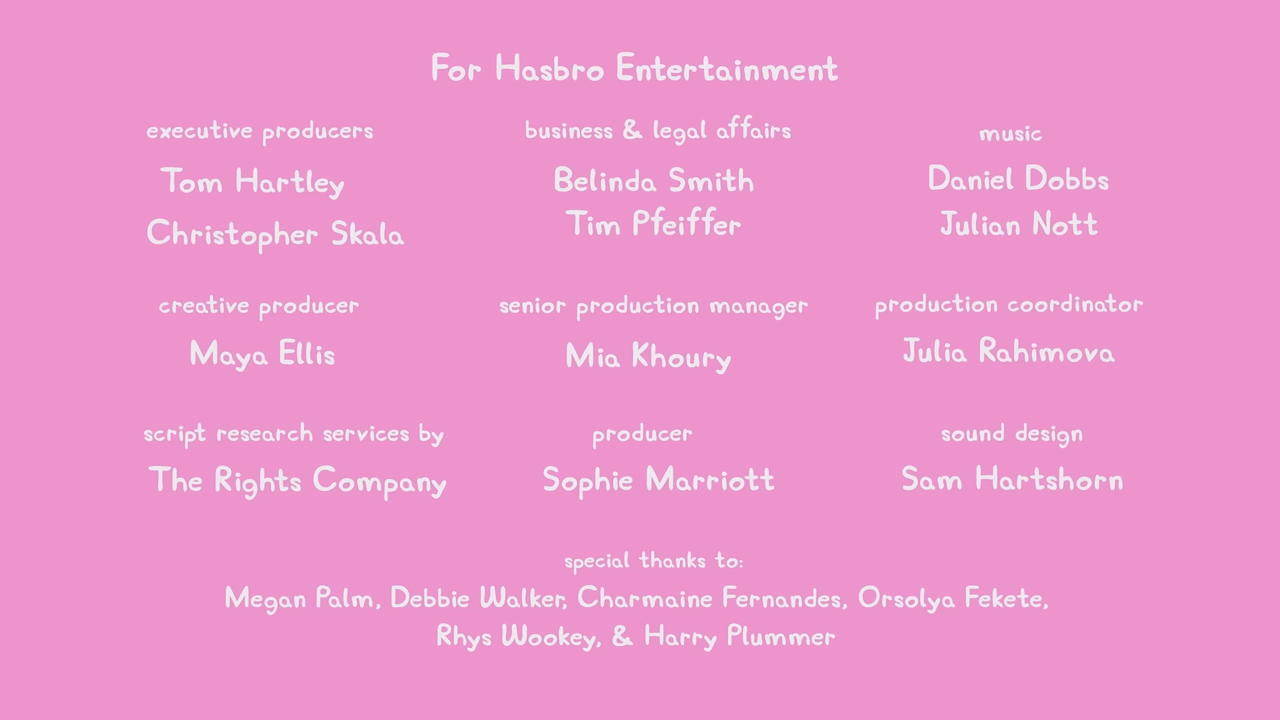 For Hasbro Entertainment
executive producers
Tom Hartley
Christopher Skala
business & legal affairs
Belinda Smith
Tim Pfeiffer
music
Daniel Dobbs
Julian Nott
creative producer
Maya Ellis
senior production manager
Mia Khoury
production coordinator
Julia Rahimova
script research services by
The Rights Company
producer
Sophie Marriott
sound design
Sam Hartshorn
special thanks to:
Megan Palm, Debbie Walker, Charmaine Fernandes, Orsolya Fekete,
Rhys Wookey, & Harry Plummer